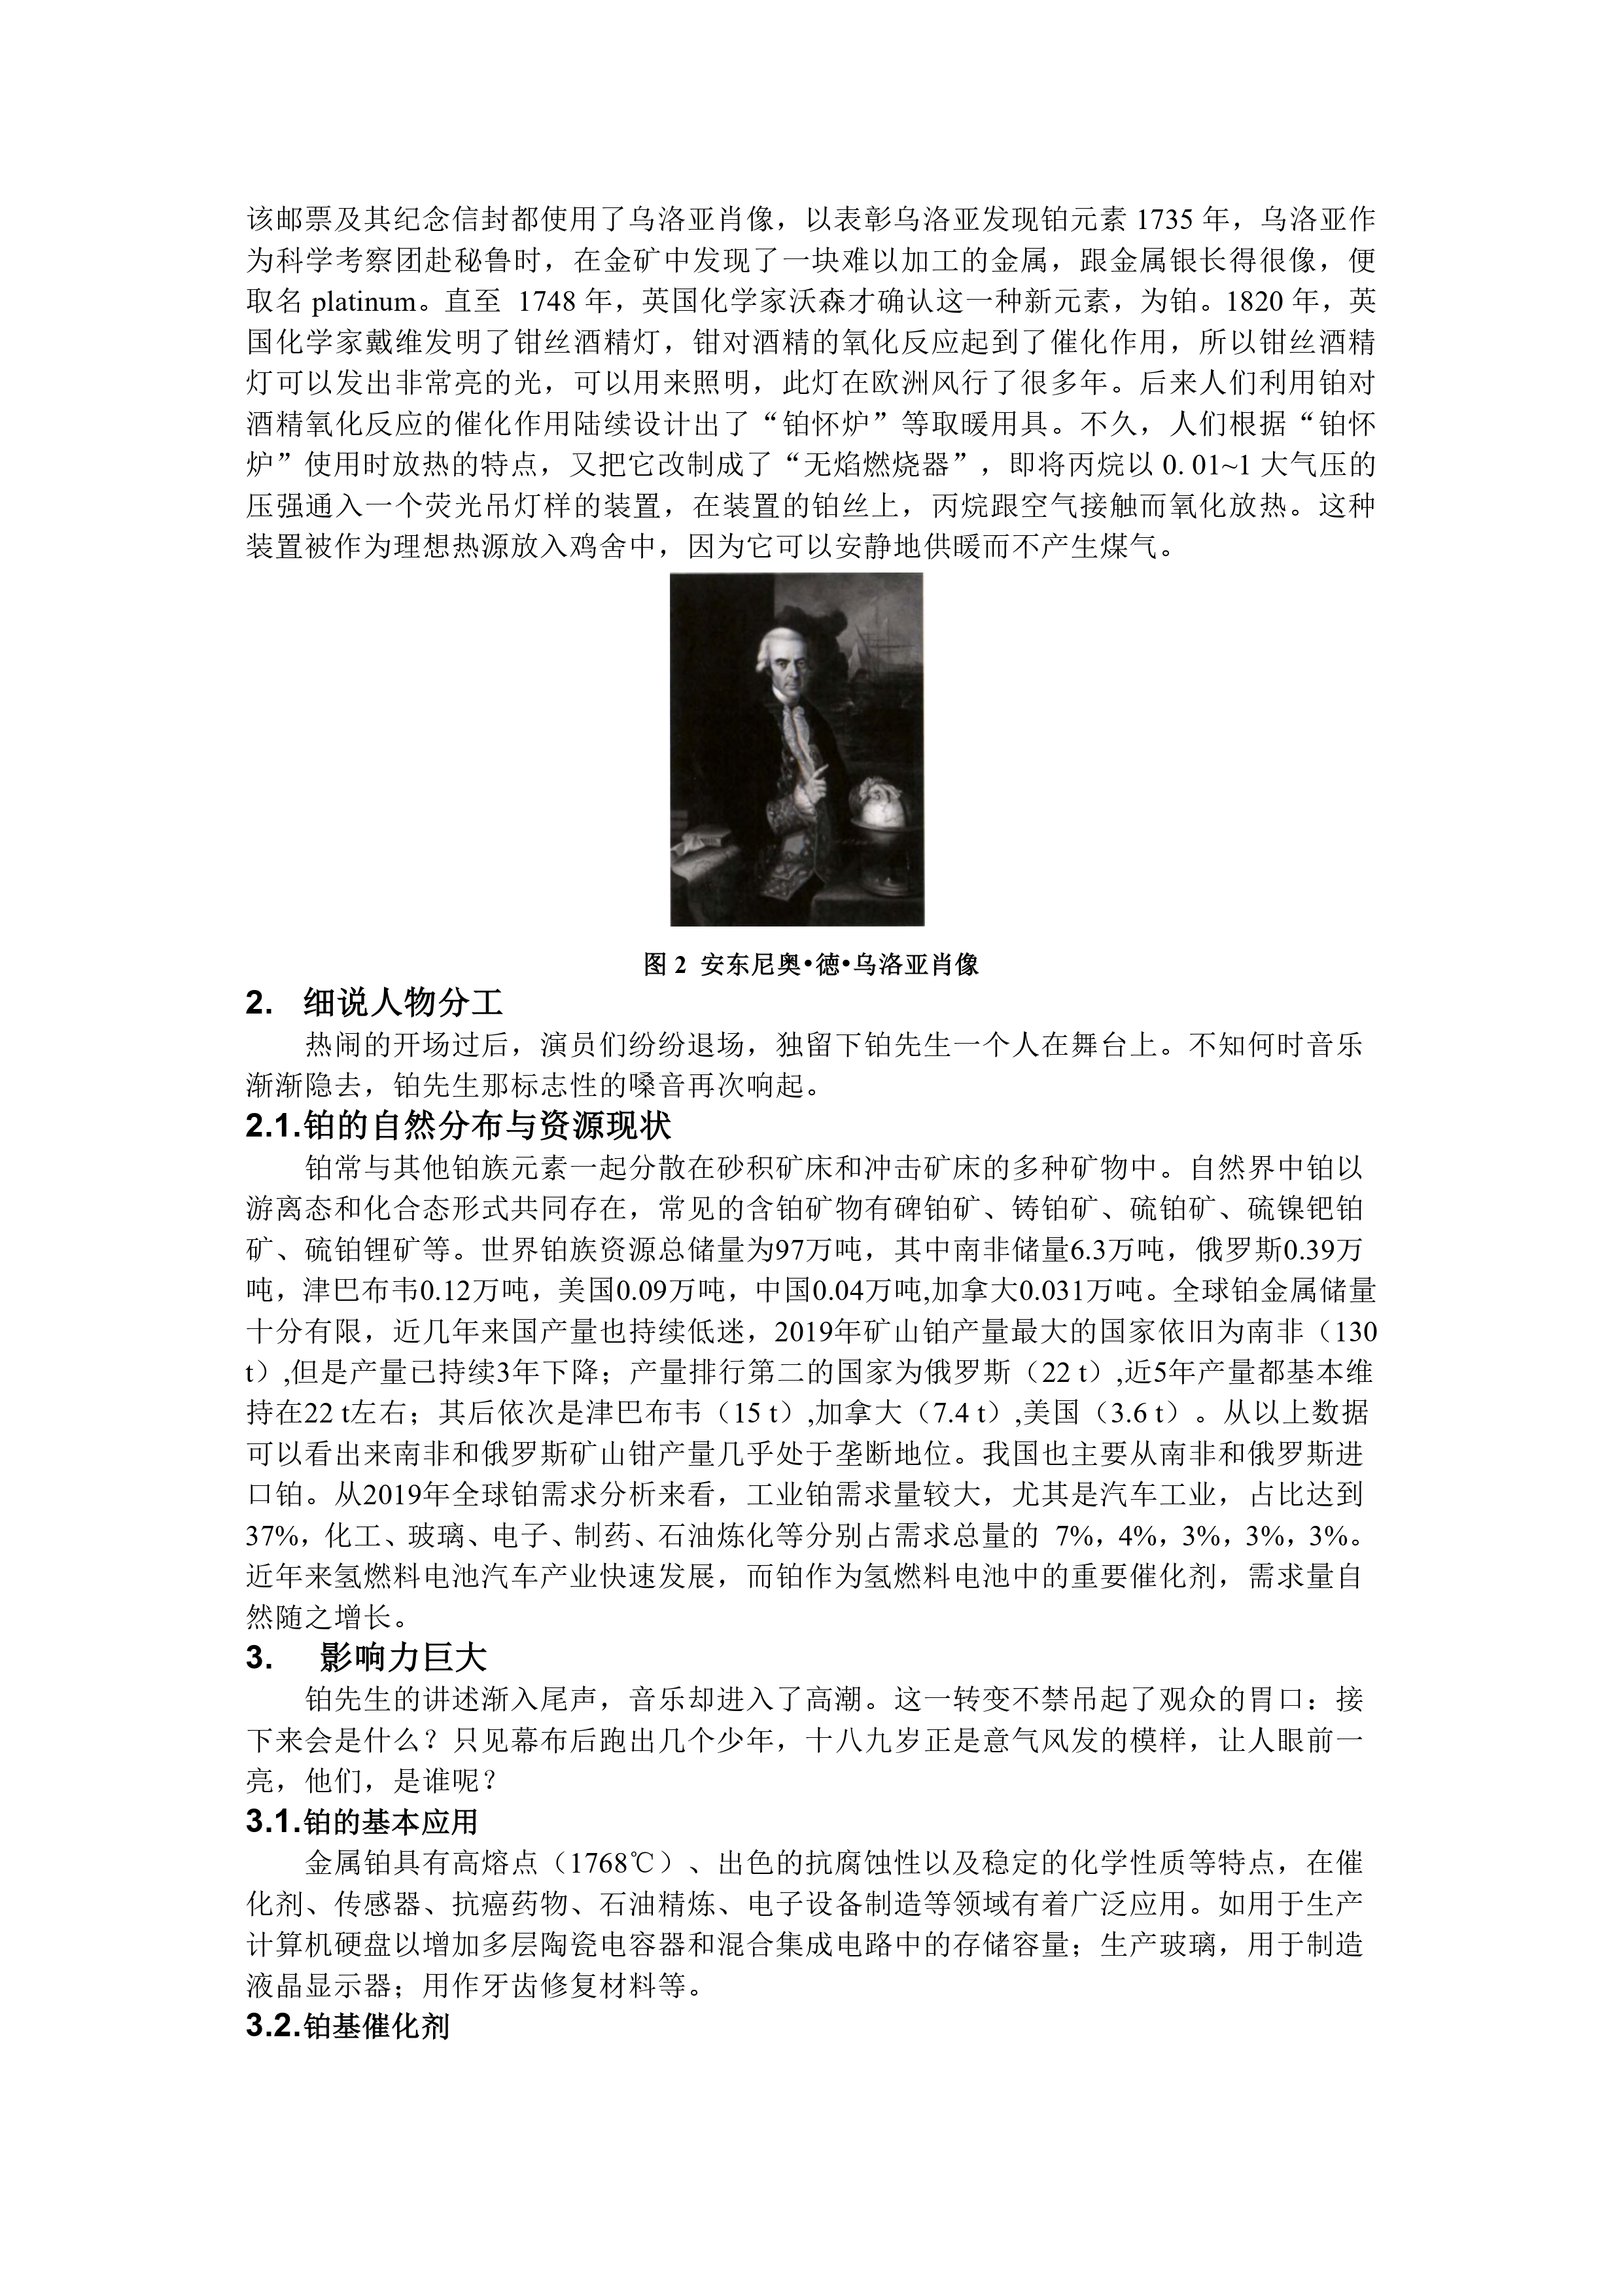 该邮票及其纪念信封都使用了乌洛亚肖像，以表彰乌洛亚发现铂元素 1735 年，乌洛亚作
为科学考察团赴秘鲁时，在金矿中发现了一块难以加工的金属，跟金属银长得很像，便
取名 platinum。直至 1748 年，英国化学家沃森才确认这一种新元素，为铂。1820 年，英
国化学家戴维发明了钳丝酒精灯，钳对酒精的氧化反应起到了催化作用，所以钳丝酒精
灯可以发出非常亮的光，可以用来照明，此灯在欧洲风行了很多年。后来人们利用铂对
酒精氧化反应的催化作用陆续设计出了“铂怀炉”等取暖用具。不久，人们根据“铂怀
炉”使用时放热的特点，又把它改制成了“无焰燃烧器”，即将丙烷以 0. 01~1 大气压的
压强通入一个荧光吊灯样的装置，在装置的铂丝上，丙烷跟空气接触而氧化放热。这种
装置被作为理想热源放入鸡舍中，因为它可以安静地供暖而不产生煤气。
图 2 安东尼奥•徳•乌洛亚肖像
2. 细说人物分工
热闹的开场过后，演员们纷纷退场，独留下铂先生一个人在舞台上。不知何时音乐
渐渐隐去，铂先生那标志性的嗓音再次响起。
2.1.铂的自然分布与资源现状
铂常与其他铂族元素一起分散在砂积矿床和冲击矿床的多种矿物中。自然界中铂以
游离态和化合态形式共同存在，常见的含铂矿物有碑铂矿、铸铂矿、硫铂矿、硫镍钯铂
矿、硫铂锂矿等。世界铂族资源总储量为97万吨，其中南非储量6.3万吨，俄罗斯0.39万
吨，津巴布韦0.12万吨，美国0.09万吨，中国0.04万吨,加拿大0.031万吨。全球铂金属储量
十分有限，近几年来国产量也持续低迷，2019年矿山铂产量最大的国家依旧为南非（130
t）,但是产量已持续3年下降；产量排行第二的国家为俄罗斯（22 t）,近5年产量都基本维
持在22 t左右；其后依次是津巴布韦（15 t）,加拿大（7.4 t）,美国（3.6 t）。从以上数据
可以看出来南非和俄罗斯矿山钳产量几乎处于垄断地位。我国也主要从南非和俄罗斯进
口铂。从2019年全球铂需求分析来看，工业铂需求量较大，尤其是汽车工业，占比达到
37%，化工、玻璃、电子、制药、石油炼化等分别占需求总量的 7%，4%，3%，3%，3%。
近年来氢燃料电池汽车产业快速发展，而铂作为氢燃料电池中的重要催化剂，需求量自
然随之增长。
3. 影响力巨大
铂先生的讲述渐入尾声，音乐却进入了高潮。这一转变不禁吊起了观众的胃口：接
下来会是什么？只见幕布后跑出几个少年，十八九岁正是意气风发的模样，让人眼前一
亮，他们，是谁呢？
3.1.铂的基本应用
金属铂具有高熔点（1768℃）、出色的抗腐蚀性以及稳定的化学性质等特点，在催
化剂、传感器、抗癌药物、石油精炼、电子设备制造等领域有着广泛应用。如用于生产
计算机硬盘以增加多层陶瓷电容器和混合集成电路中的存储容量；生产玻璃，用于制造
液晶显示器；用作牙齿修复材料等。
3.2.铂基催化剂